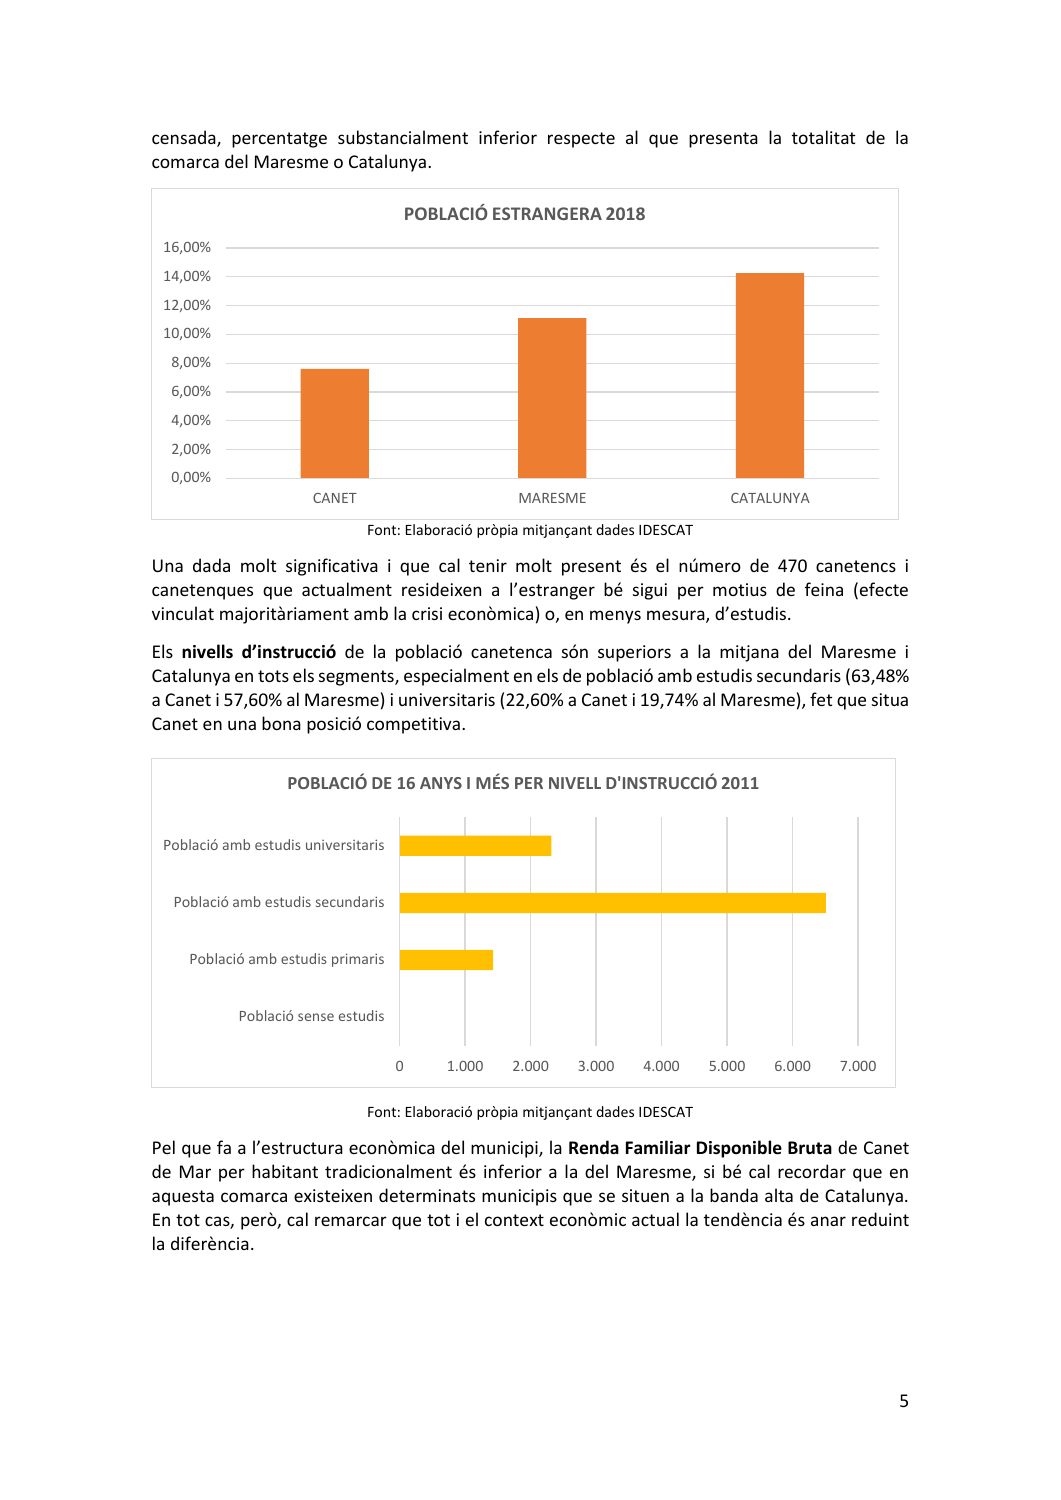 censada, percentatge substancialment inferior respecte al que presenta la totalitat de la
comarca del Maresme o Catalunya.
POBLACIÓ ESTRANGERA 2018
16,00%
14,00%
12,00%
10,00%
8,00%
6,00%
4,00%
2,00%
0,00%
CANET MARESME CATALUNYA
Font: Elaboració pròpia mitjançant dades IDESCAT
Una dada molt significativa i que cal tenir molt present és el número de 470 canetencs i
canetenques que actualment resideixen a l’estranger bé sigui per motius de feina (efecte
vinculat majoritàriament amb la crisi econòmica) o, en menys mesura, d’estudis.
Els nivells d’instrucció de la població canetenca són superiors a la mitjana del Maresme i
Catalunya en tots els segments, especialment en els de població amb estudis secundaris (63,48%
a Canet i 57,60% al Maresme) i universitaris (22,60% a Canet i 19,74% al Maresme), fet que situa
Canet en una bona posició competitiva.
POBLACIÓ DE 16 ANYS I MÉS PER NIVELL D'INSTRUCCIÓ 2011
Població amb estudis universitaris
Població amb estudis secundaris
Població amb estudis primaris
Població sense estudis
0 1.000 2.000 3.000 4.000 5.000 6.000 7.000
Font: Elaboració pròpia mitjançant dades IDESCAT
Pel que fa a l’estructura econòmica del municipi, la Renda Familiar Disponible Bruta de Canet
de Mar per habitant tradicionalment és inferior a la del Maresme, si bé cal recordar que en
aquesta comarca existeixen determinats municipis que se situen a la banda alta de Catalunya.
En tot cas, però, cal remarcar que tot i el context econòmic actual la tendència és anar reduint
la diferència.
5